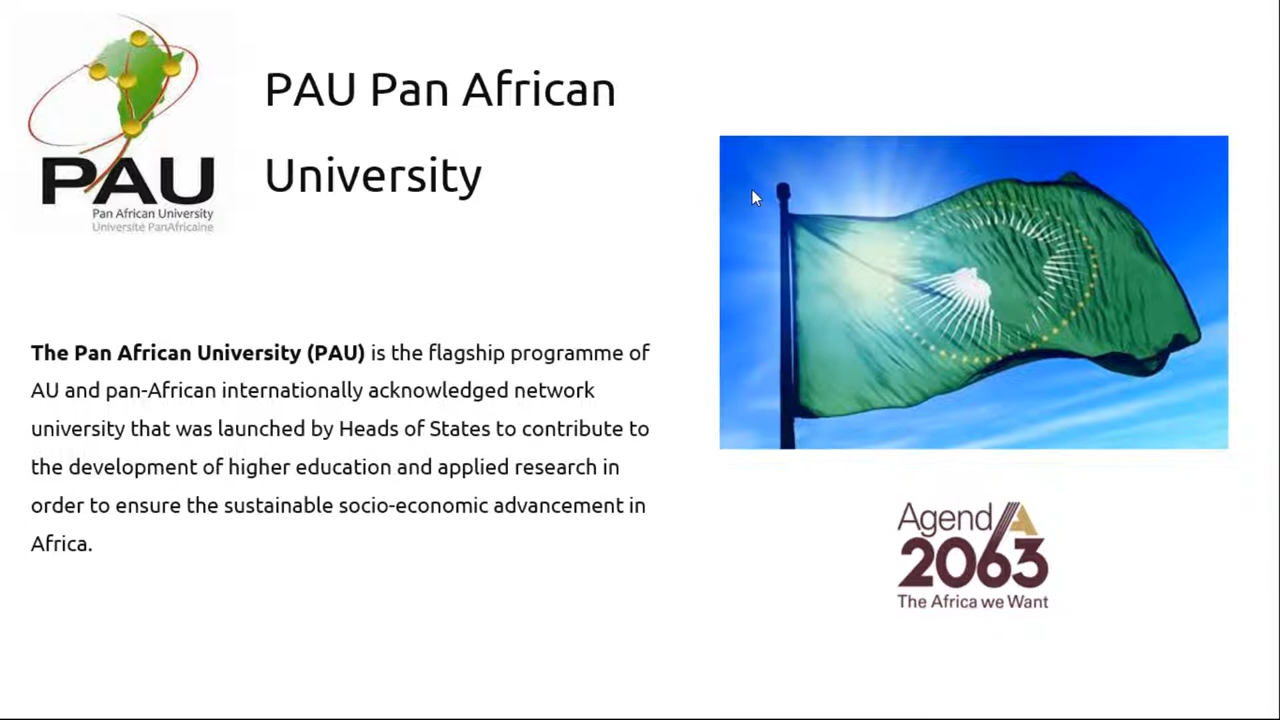 PAU
Pan African University
Université PanAfricaine
PAU Pan African
University
The Pan African University (PAU) is the flagship programme of
AU and pan-African internationally acknowledged network
university that was launched by Heads of States to contribute to
the development of higher education and applied research in
order to ensure the sustainable socio-economic advancement in
Africa.
Agenda
2063
The Africa we Want